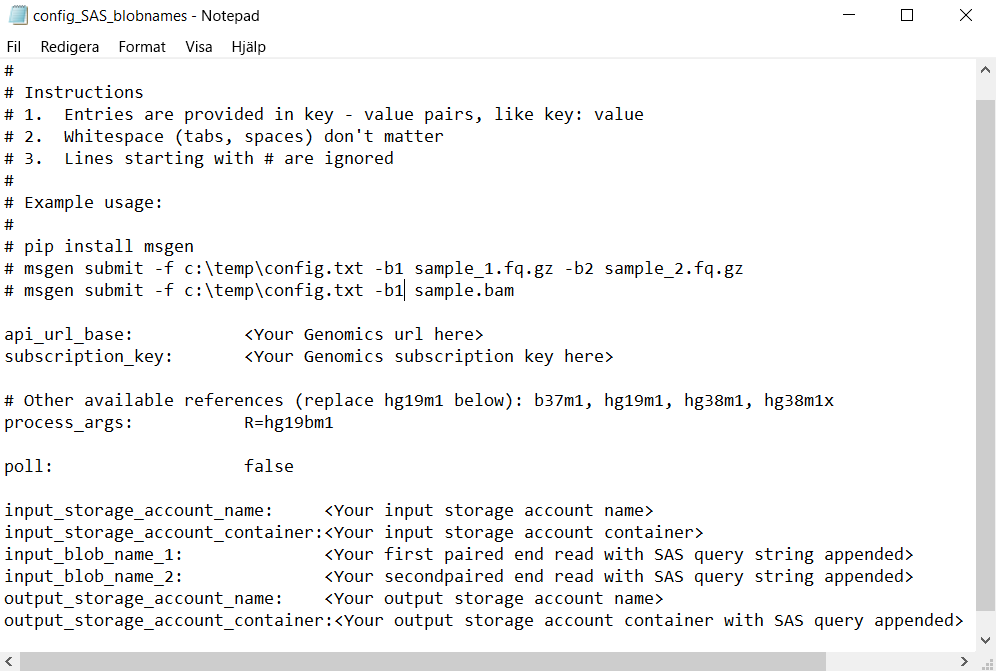 config_SAS_blobnames - Notepad
Fil Redigera Format Visa Hjälp
#
# Instructions
# 1.  Entries are provided in key - value pairs, like key: value
# 2.  Whitespace (tabs, spaces) don't matter
# 3.  Lines starting with # are ignored
#
# Example usage:
#
# pip install msgen
# msgen submit -f c:\temp\config.txt -b1 sample_1.fq.gz -b2 sample_2.fq.gz
# msgen submit -f c:\temp\config.txt -b1 sample.bam
api_url_base:           <Your Genomics url here>
subscription_key:       <Your Genomics subscription key here>
# Other available references (replace hg19m1 below): b37m1, hg19m1, hg38m1, hg38m1x
process_args:           R=hg19bm1
poll:                   false
input_storage_account_name:     <Your input storage account name>
input_storage_account_container:<Your input storage account container>
input_blob_name_1:              <Your first paired end read with SAS query string appended>
input_blob_name_2:              <Your secondpaired end read with SAS query string appended>
output_storage_account_name:    <Your output storage account name>
output_storage_account_container:<Your output storage account container with SAS query appended>